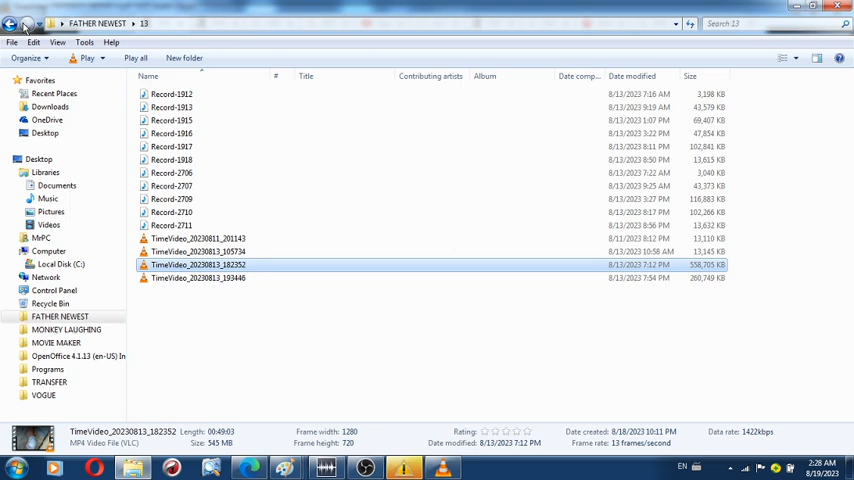 FATHER NEWEST ▸ 13
Search 13
File Edit View Tools Help
Organize Play Play all New folder
Name # Title Contributing artists Album Date comp... Date modified Size
Record-1912 8/13/2023 7:16 AM 3,198 KB
Record-1913 8/13/2023 9:19 AM 43,579 KB
Record-1915 8/13/2023 1:07 PM 69,407 KB
Record-1916 8/13/2023 3:22 PM 47,854 KB
Record-1917 8/13/2023 8:11 PM 102,841 KB
Record-1918 8/13/2023 8:50 PM 13,615 KB
Record-2706 8/13/2023 7:22 AM 3,040 KB
Record-2707 8/13/2023 9:25 AM 43,373 KB
Record-2709 8/13/2023 3:27 PM 116,883 KB
Record-2710 8/13/2023 8:17 PM 102,266 KB
Record-2711 8/13/2023 8:56 PM 13,632 KB
TimeVideo_20230811_201143 8/11/2023 8:12 PM 13,110 KB
TimeVideo_20230813_105734 8/13/2023 10:58 AM 13,145 KB
TimeVideo_20230813_182352 8/13/2023 7:12 PM 558,705 KB
TimeVideo_20230813_193446 8/13/2023 7:54 PM 260,749 KB
Favorites
Recent Places
Downloads
OneDrive
Desktop
Desktop
Libraries
Documents
Music
Pictures
Videos
MrPC
Computer
Local Disk (C:)
Network
Control Panel
Recycle Bin
FATHER NEWEST
MONKEY LAUGHING
MOVIE MAKER
OpenOffice 4.1.13 (en-US) In
Programs
TRANSFER
VOGUE
TimeVideo_20230813_182352 Length: 00:49:03 Frame width: 1280 Rating: ☆☆☆☆☆ Date created: 8/18/2023 10:11 PM Data rate: 1422kbps
MP4 Video File (VLC) Size: 545 MB Frame height: 720 Date modified: 8/13/2023 7:12 PM Frame rate: 13 frames/second
EN 2:28 AM
8/19/2023